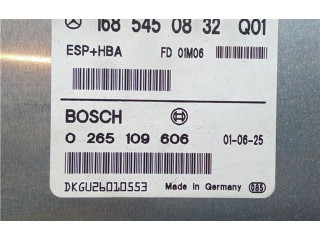 168 545 08 32 Q01
ESP+HBA FD 01M06
BOSCH
0 265 109 606 01-06-25
DKGU26010553 Made in Germany 085